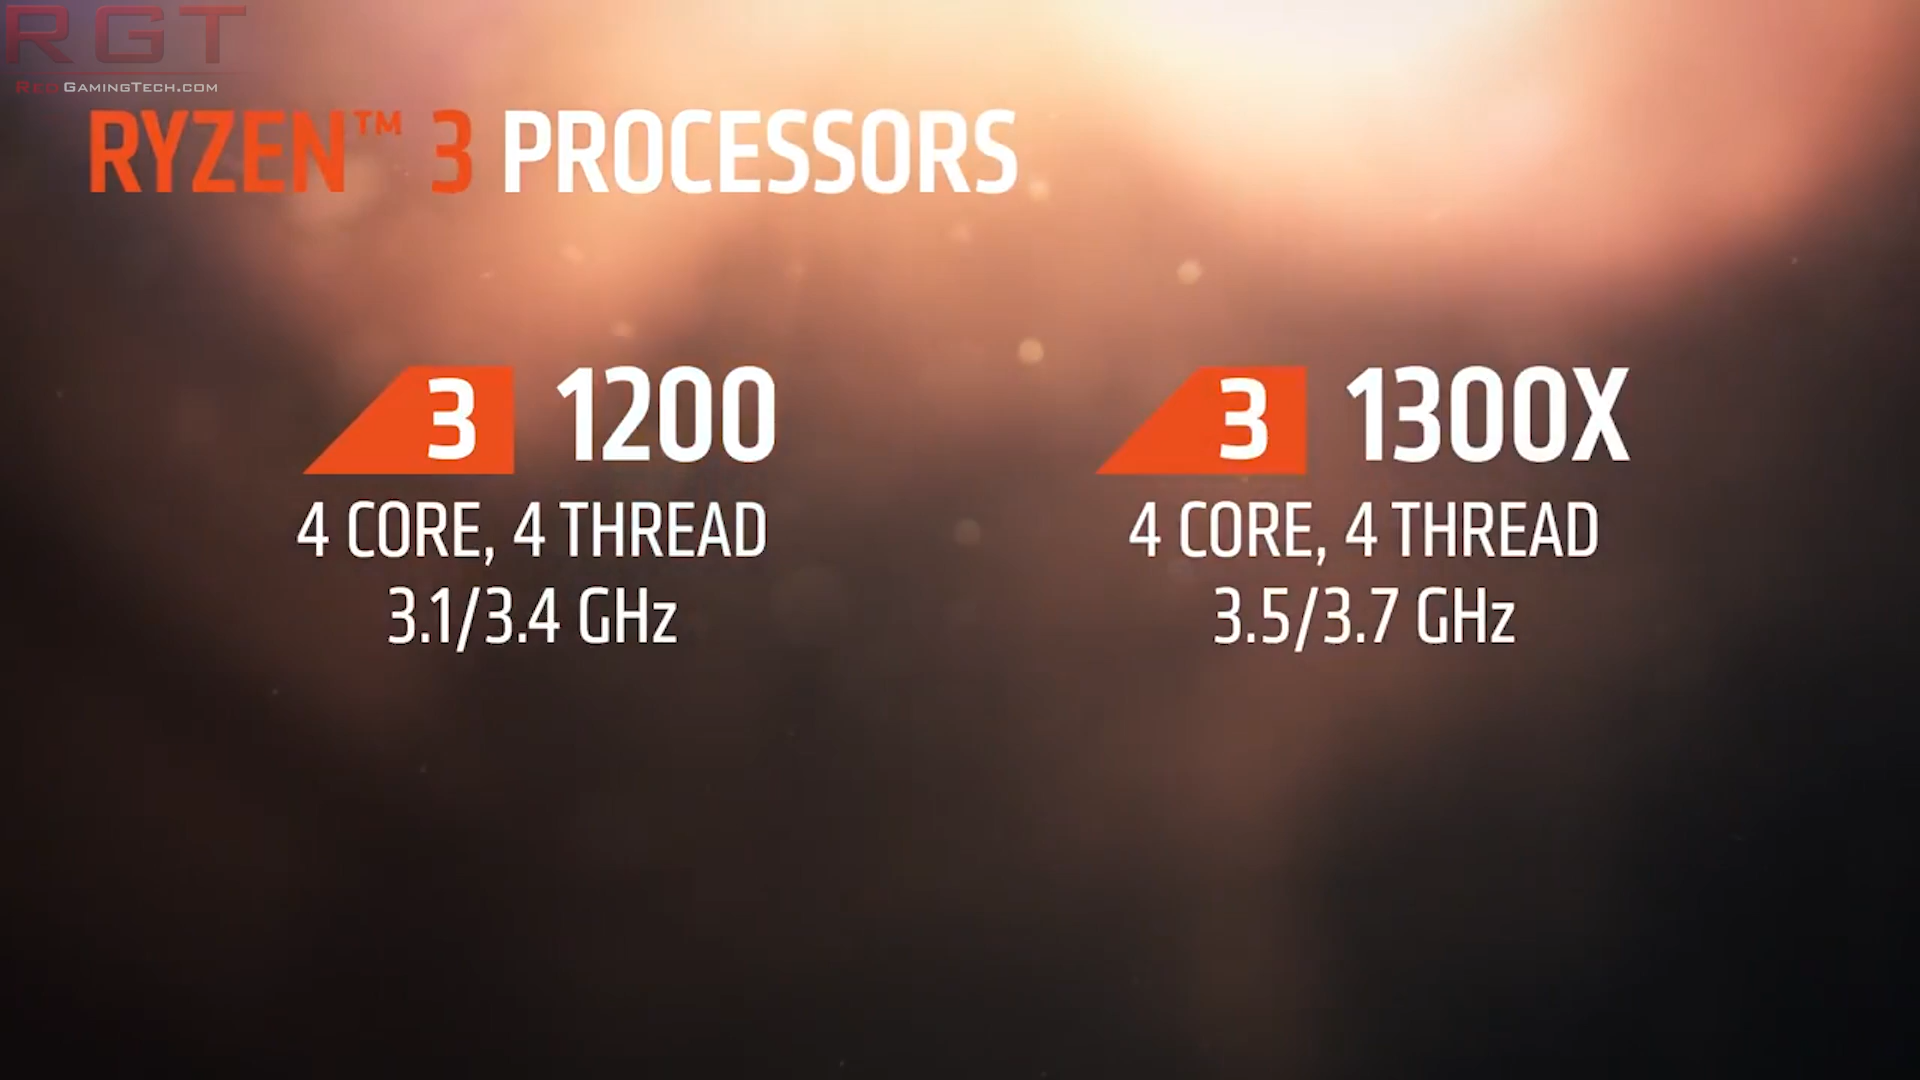 RGT
RedGamingTech.com
RYZEN™ 3 PROCESSORS
3 1200
4 CORE, 4 THREAD
3.1/3.4 GHz
3 1300X
4 CORE, 4 THREAD
3.5/3.7 GHz